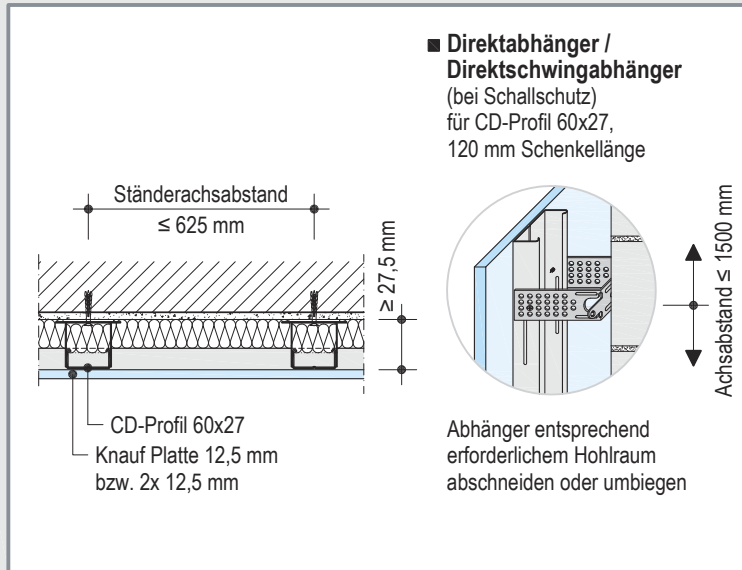 ■ Direktabhänger /
Direktschwingabhänger
(bei Schallschutz)
für CD-Profil 60x27,
120 mm Schenkellänge
Ständerachsabstand
≤ 625 mm
≥ 27,5 mm
Achsabstand ≤ 1500 mm
CD-Profil 60x27
Knauf Platte 12,5 mm
bzw. 2x 12,5 mm
Abhänger entsprechend
erforderlichem Hohlraum
abschneiden oder umbiegen